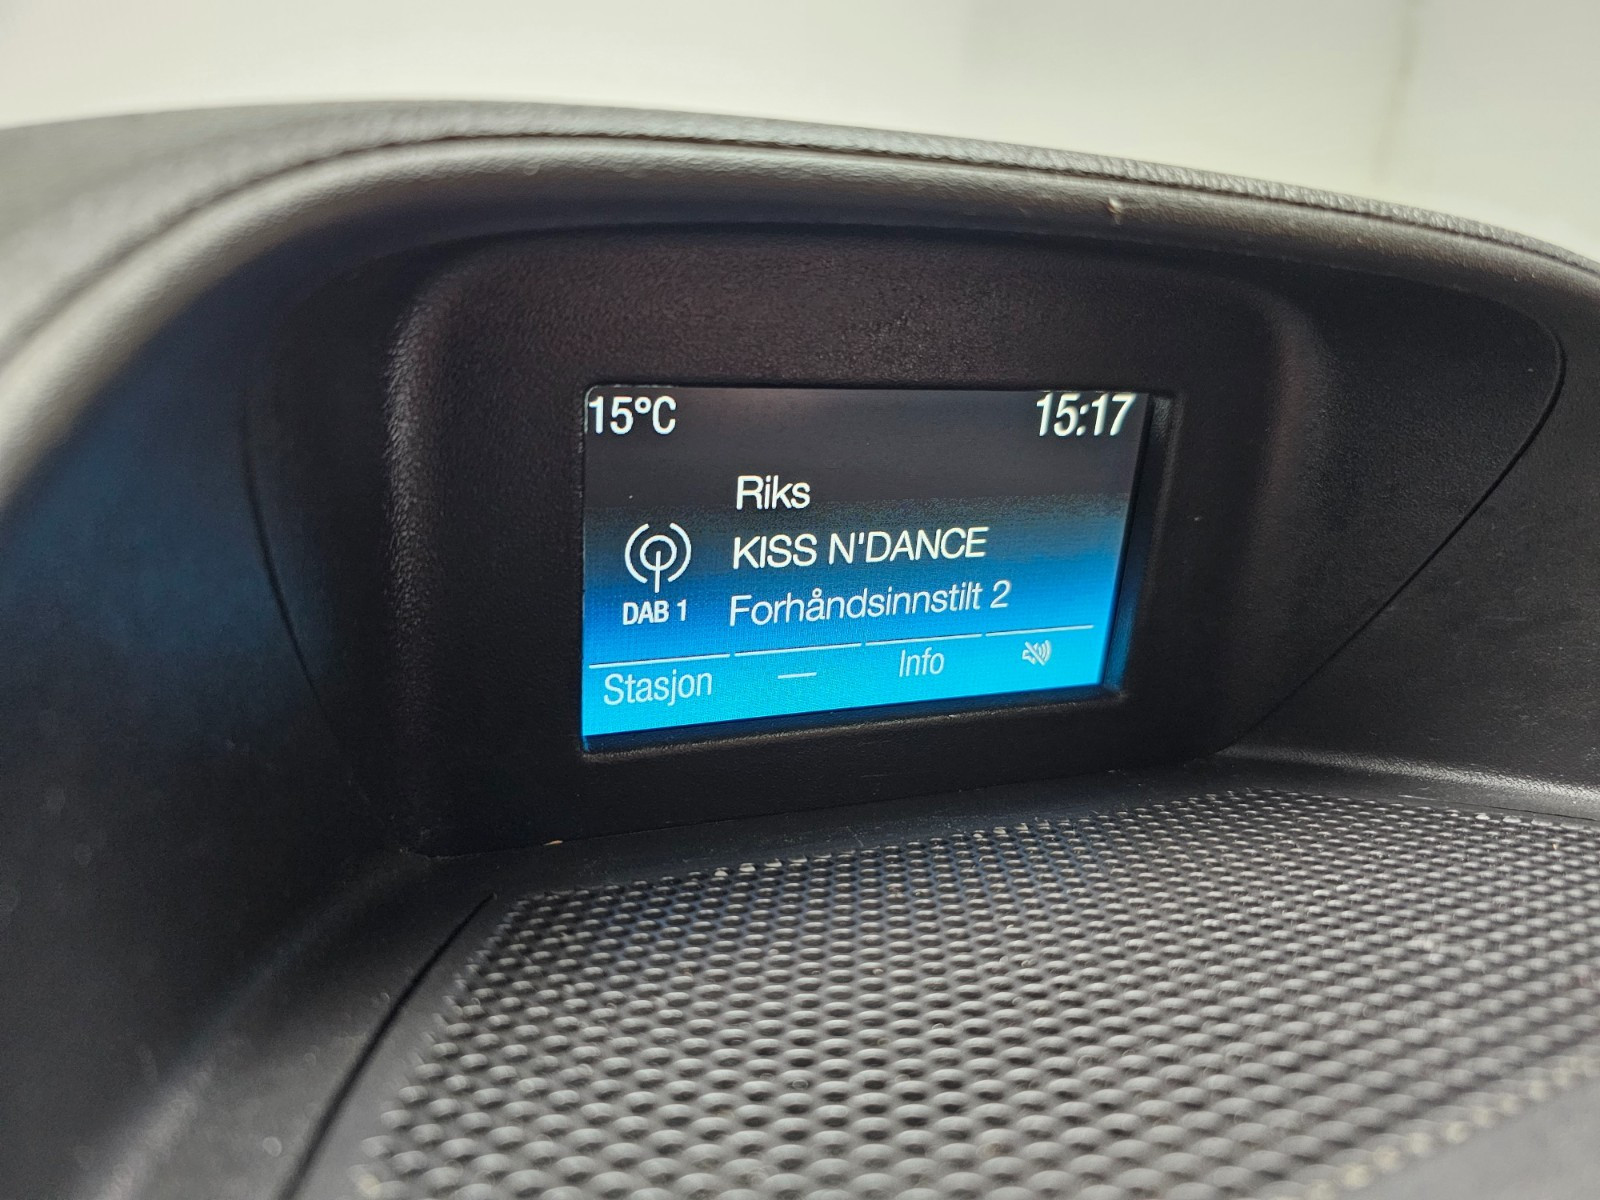 15°C 15:17
Riks
KISS N'DANCE
DAB 1 Forhåndsinnstilt 2
Stasjon — Info